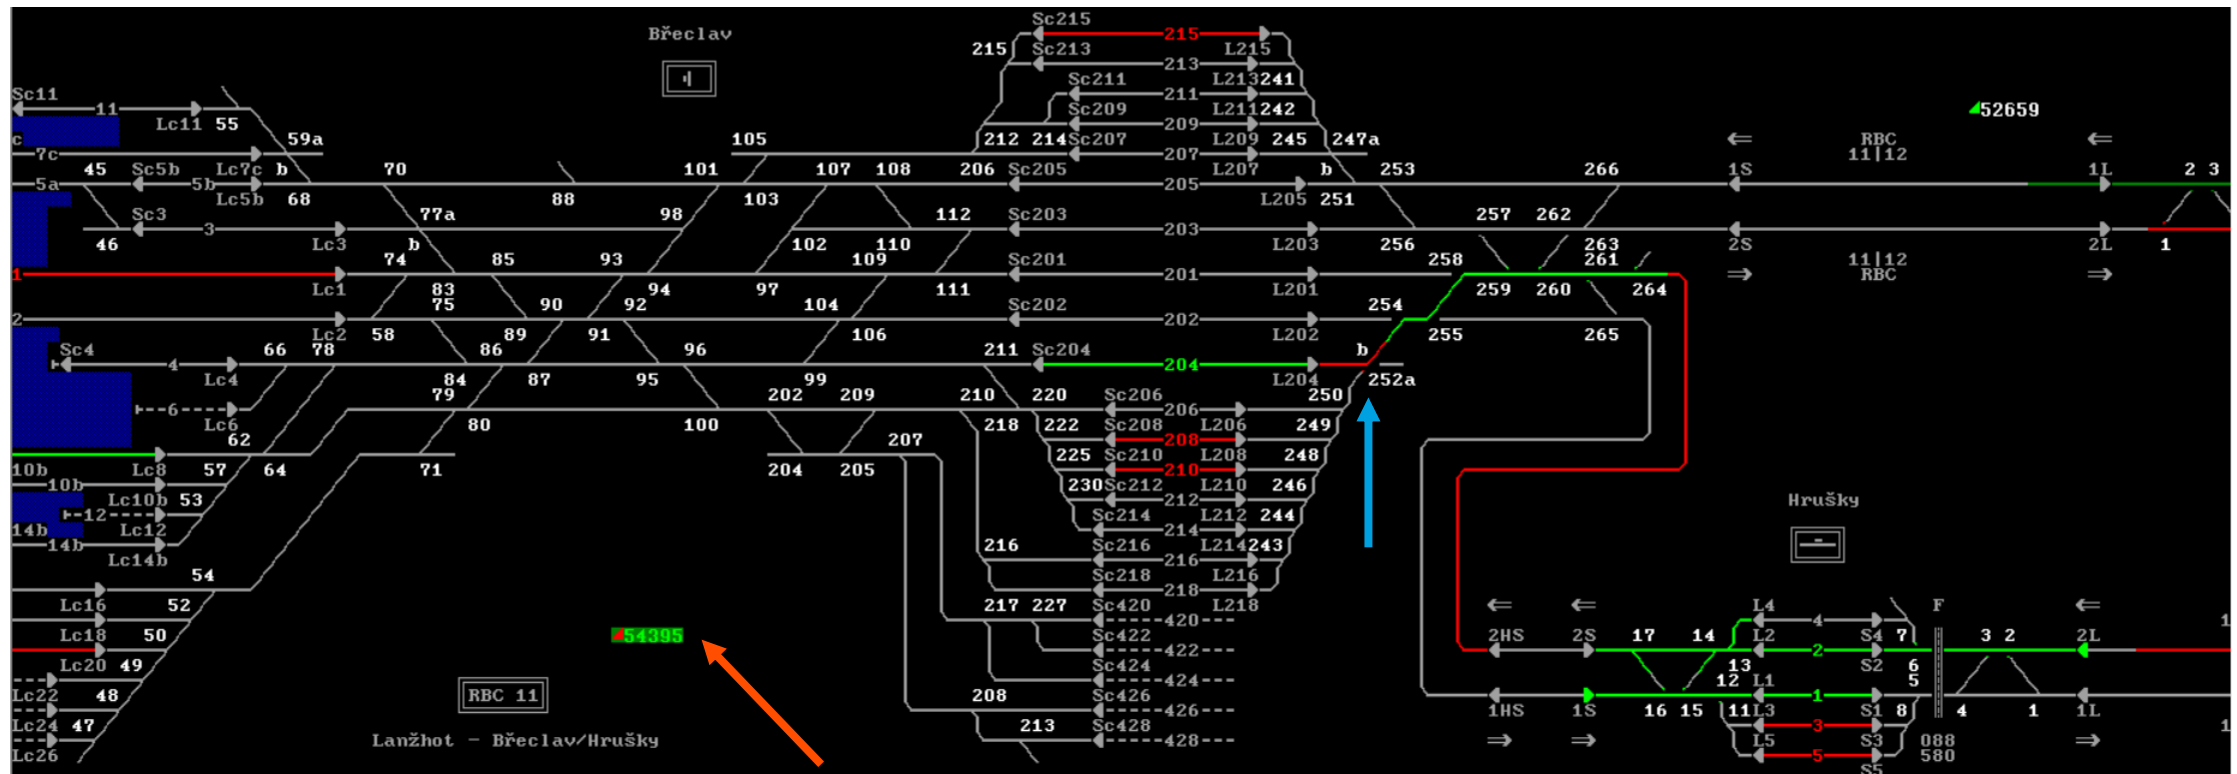 Sc215
Břeclav 215
215 Sc213 L215
213
Sc211 L213 241
Sc11 211 52659
11 Sc209 L211 242
Lc11 55 209
c 59a 105 212 214 Sc207 L209 245 247a ⇐ RBC ⇐
7c 207 11|12
45 Sc5b Lc7c b 70 101 107 108 206 Sc205 L207 b 253 266 1S 1L 2 3
5a 5b 205
Lc5b 68 88 103 L205 251
Sc3 77a 98 112 Sc203 257 262
3 203
46 Lc3 b 102 110 L203 256 263 2S 2L 1
74 85 93 109 Sc201 258 261 11|12
1 201 ⇒ RBC ⇒
Lc1 83 94 97 111 L201 259 260 264
75 90 92 104 Sc202 254
2 202
Lc2 58 89 91 106 L202 255 265
Sc4 66 78 86 96 211 Sc204 b
4 204
Lc4 84 87 95 99 L204 252a
79 202 209 210 220 Sc206 250
6 206
Lc6 80 100 218 222 Sc208 L206 249
62 207 208
10b Lc8 57 64 71 204 205 225 Sc210 L208 248
10b 210
Lc10b 53 230 Sc212 L210 246
12 212 Hrušky
14b Lc12 Sc214 L212 244
14b 214
Lc14b 216 Sc216 L214 243
216
54 Sc218 L216
218
Lc16 52 217 227 Sc420 L218 ⇐ ⇐ L4 F ⇐
420 4 1
Lc18 50 54395 Sc422 2HS 2S 17 14 L2 S4 7 3 2 2L
422 2
Lc20 49 Sc424 13 S2 6
424 12 L1 5
Lc22 48 RBC 11 208 Sc426 1
426 1HS 1S 16 15 11 L3 S1 8 4 1 1L
Lc24 47 213 Sc428 3 1
Lanžhot - Břeclav/Hrušky 428 ⇒ ⇒ L5 S3 088 ⇒
Lc26 5 580
S5